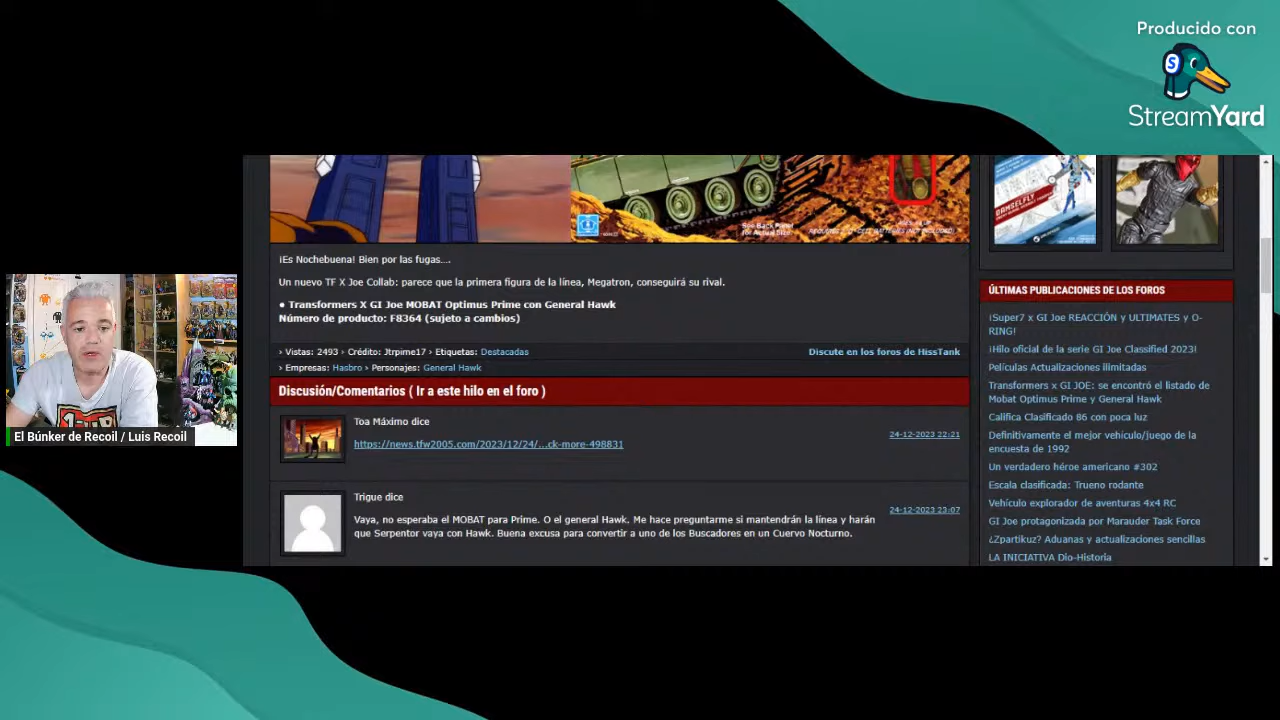 Producido con
StreamYard
See Back Panel
for Actual Size.
DAMSELFLY
¡Es Nochebuena! Bien por las fugas....
Un nuevo TF X Joe Collab: parece que la primera figura de la línea, Megatron, conseguirá su rival.
● Transformers X GI Joe MOBAT Optimus Prime con General Hawk
Número de producto: F8364 (sujeto a cambios)
› Vistas: 2493 › Crédito: Jtrpime17 › Etiquetas: Destacadas
Discute en los foros de HissTank
› Empresas: Hasbro › Personajes: General Hawk
Discusión/Comentarios ( Ir a este hilo en el foro )
Toa Máximo dice
24-12-2023 22:21
https://news.tfw2005.com/2023/12/24/...ck-more-498831
Trigue dice
24-12-2023 23:07
Vaya, no esperaba el MOBAT para Prime. O el general Hawk. Me hace preguntarme si mantendrán la línea y harán
que Serpentor vaya con Hawk. Buena excusa para convertir a uno de los Buscadores en un Cuervo Nocturno.
ÚLTIMAS PUBLICACIONES DE LOS FOROS
¡Super7 x GI Joe REACCIÓN y ULTIMATES y O-
RING!
¡Hilo oficial de la serie GI Joe Classified 2023!
Películas Actualizaciones ilimitadas
Transformers x GI JOE: se encontró el listado de
Mobat Optimus Prime y General Hawk
Califica Clasificado 86 con poca luz
Definitivamente el mejor vehículo/juego de la
encuesta de 1992
Un verdadero héroe americano #302
Escala clasificada: Trueno rodante
Vehículo explorador de aventuras 4x4 RC
GI Joe protagonizada por Marauder Task Force
¿Zpartikuz? Aduanas y actualizaciones sencillas
LA INICIATIVA Dio-Historia
El Búnker de Recoil / Luis Recoil